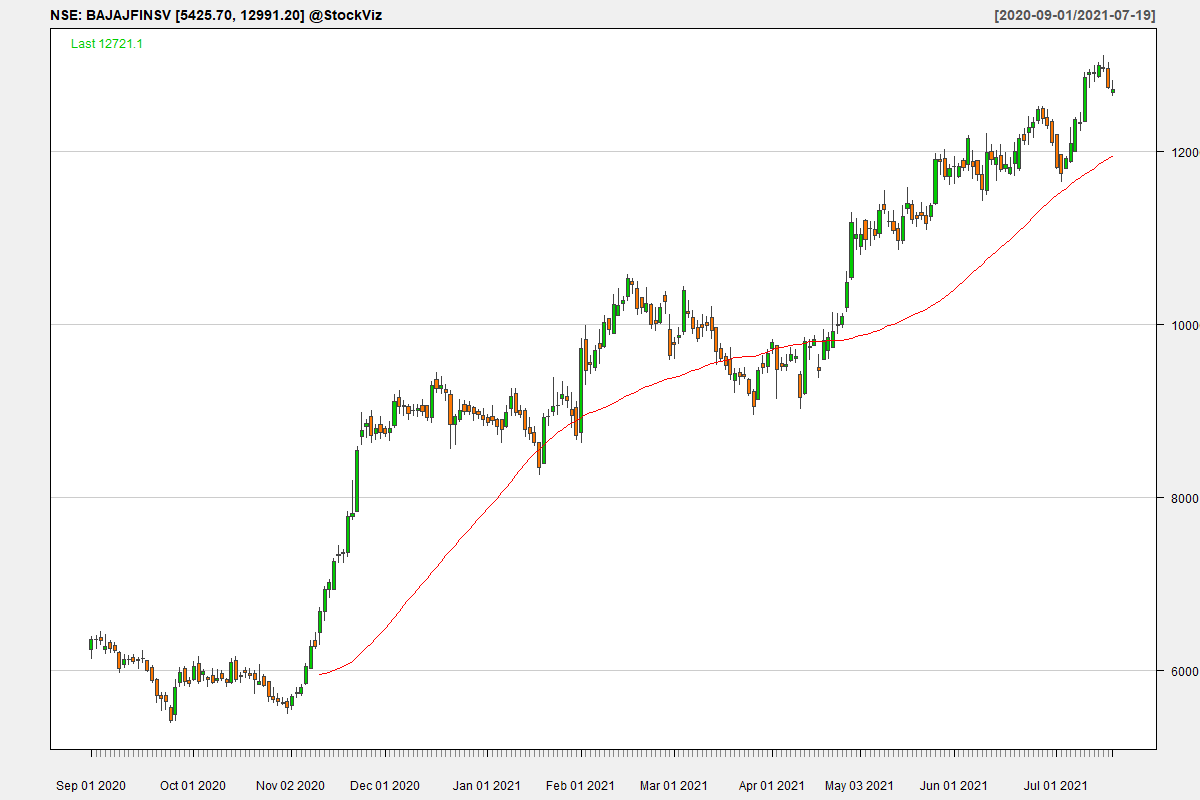 NSE: BAJAJFINSV [5425.70, 12991.20] @StockViz [2020-09-01/2021-07-19]
Last 12721.1
1200
1000
8000
6000
Sep 01 2020 Oct 01 2020 Nov 02 2020 Dec 01 2020 Jan 01 2021 Feb 01 2021 Mar 01 2021 Apr 01 2021 May 03 2021 Jun 01 2021 Jul 01 2021